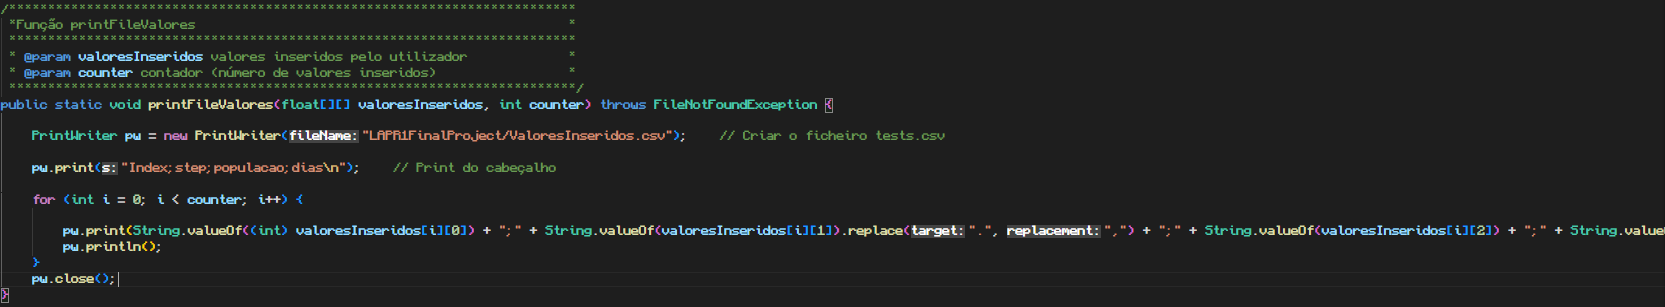 /*************************************************************************
*Função printFileValores *
*************************************************************************
* @param valoresInseridos valores inseridos pelo utilizador *
* @param counter contador (número de valores inseridos) *
*************************************************************************/
public static void printFileValores(float[][] valoresInseridos, int counter) throws FileNotFoundException {
PrintWriter pw = new PrintWriter(fileName:"LAPR1FinalProject/ValoresInseridos.csv"); // Criar o ficheiro tests.csv
pw.print(s:"Index;step;populacao;dias\n"); // Print do cabeçalho
for (int i = 0; i < counter; i++) {
pw.print(String.valueOf((int) valoresInseridos[i][0]) + ";" + String.valueOf(valoresInseridos[i][1]).replace(target:".", replacement:",") + ";" + String.valueOf(valoresInseridos[i][2]) + ";" + String.value
pw.println();
}
pw.close();
}